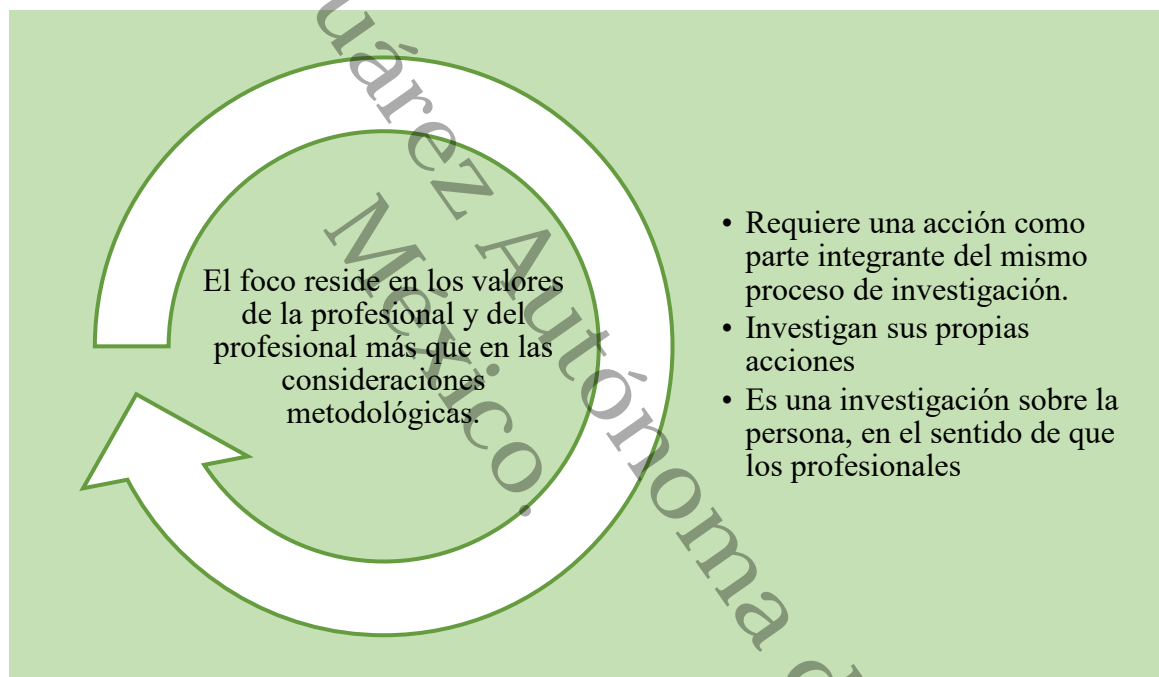 El foco reside en los valores
de la profesional y del
profesional más que en las
consideraciones
metodológicas.
• Requiere una acción como
parte integrante del mismo
proceso de investigación.
• Investigan sus propias
acciones
• Es una investigación sobre la
persona, en el sentido de que
los profesionales
uárez Autónoma d
México.